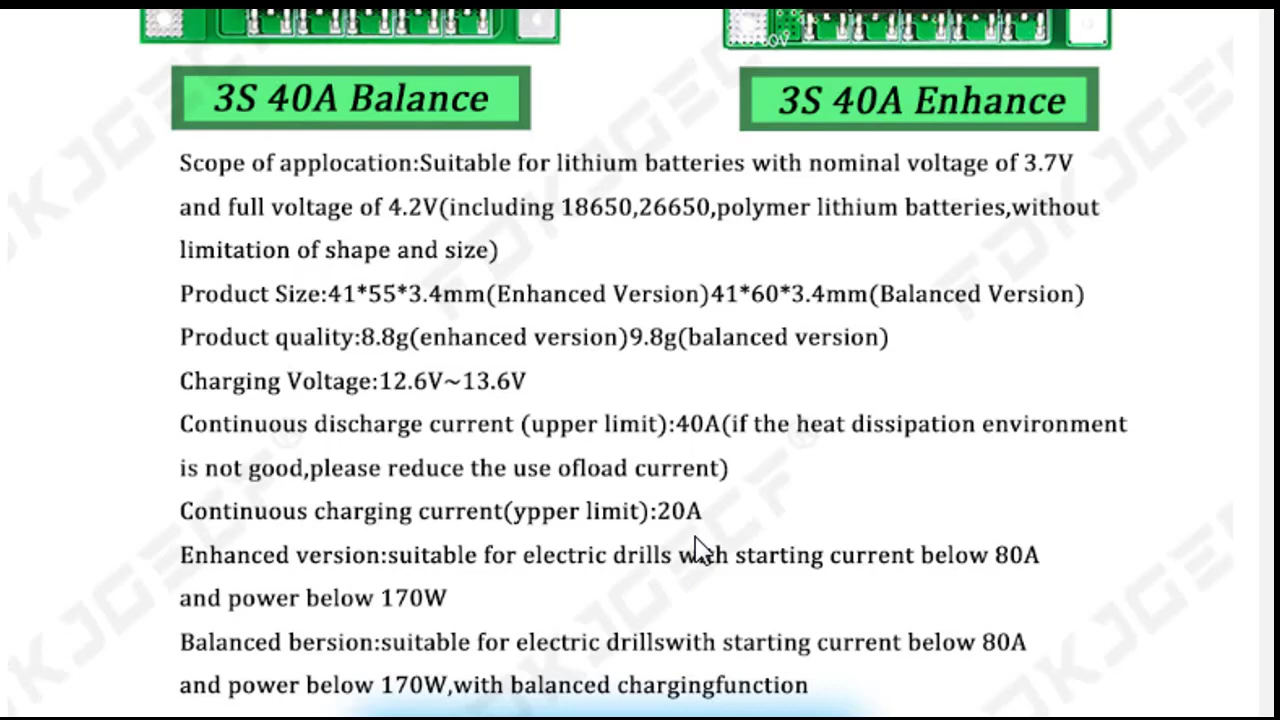 3S 40A Balance
3S 40A Enhance
Scope of applocation:Suitable for lithium batteries with nominal voltage of 3.7V
and full voltage of 4.2V(including 18650,26650,polymer lithium batteries,without
limitation of shape and size)
Product Size:41*55*3.4mm(Enhanced Version)41*60*3.4mm(Balanced Version)
Product quality:8.8g(enhanced version)9.8g(balanced version)
Charging Voltage:12.6V~13.6V
Continuous discharge current (upper limit):40A(if the heat dissipation environment
is not good,please reduce the use ofload current)
Continuous charging current(ypper limit):20A
Enhanced version:suitable for electric drills with starting current below 80A
and power below 170W
Balanced bersion:suitable for electric drillswith starting current below 80A
and power below 170W,with balanced chargingfunction